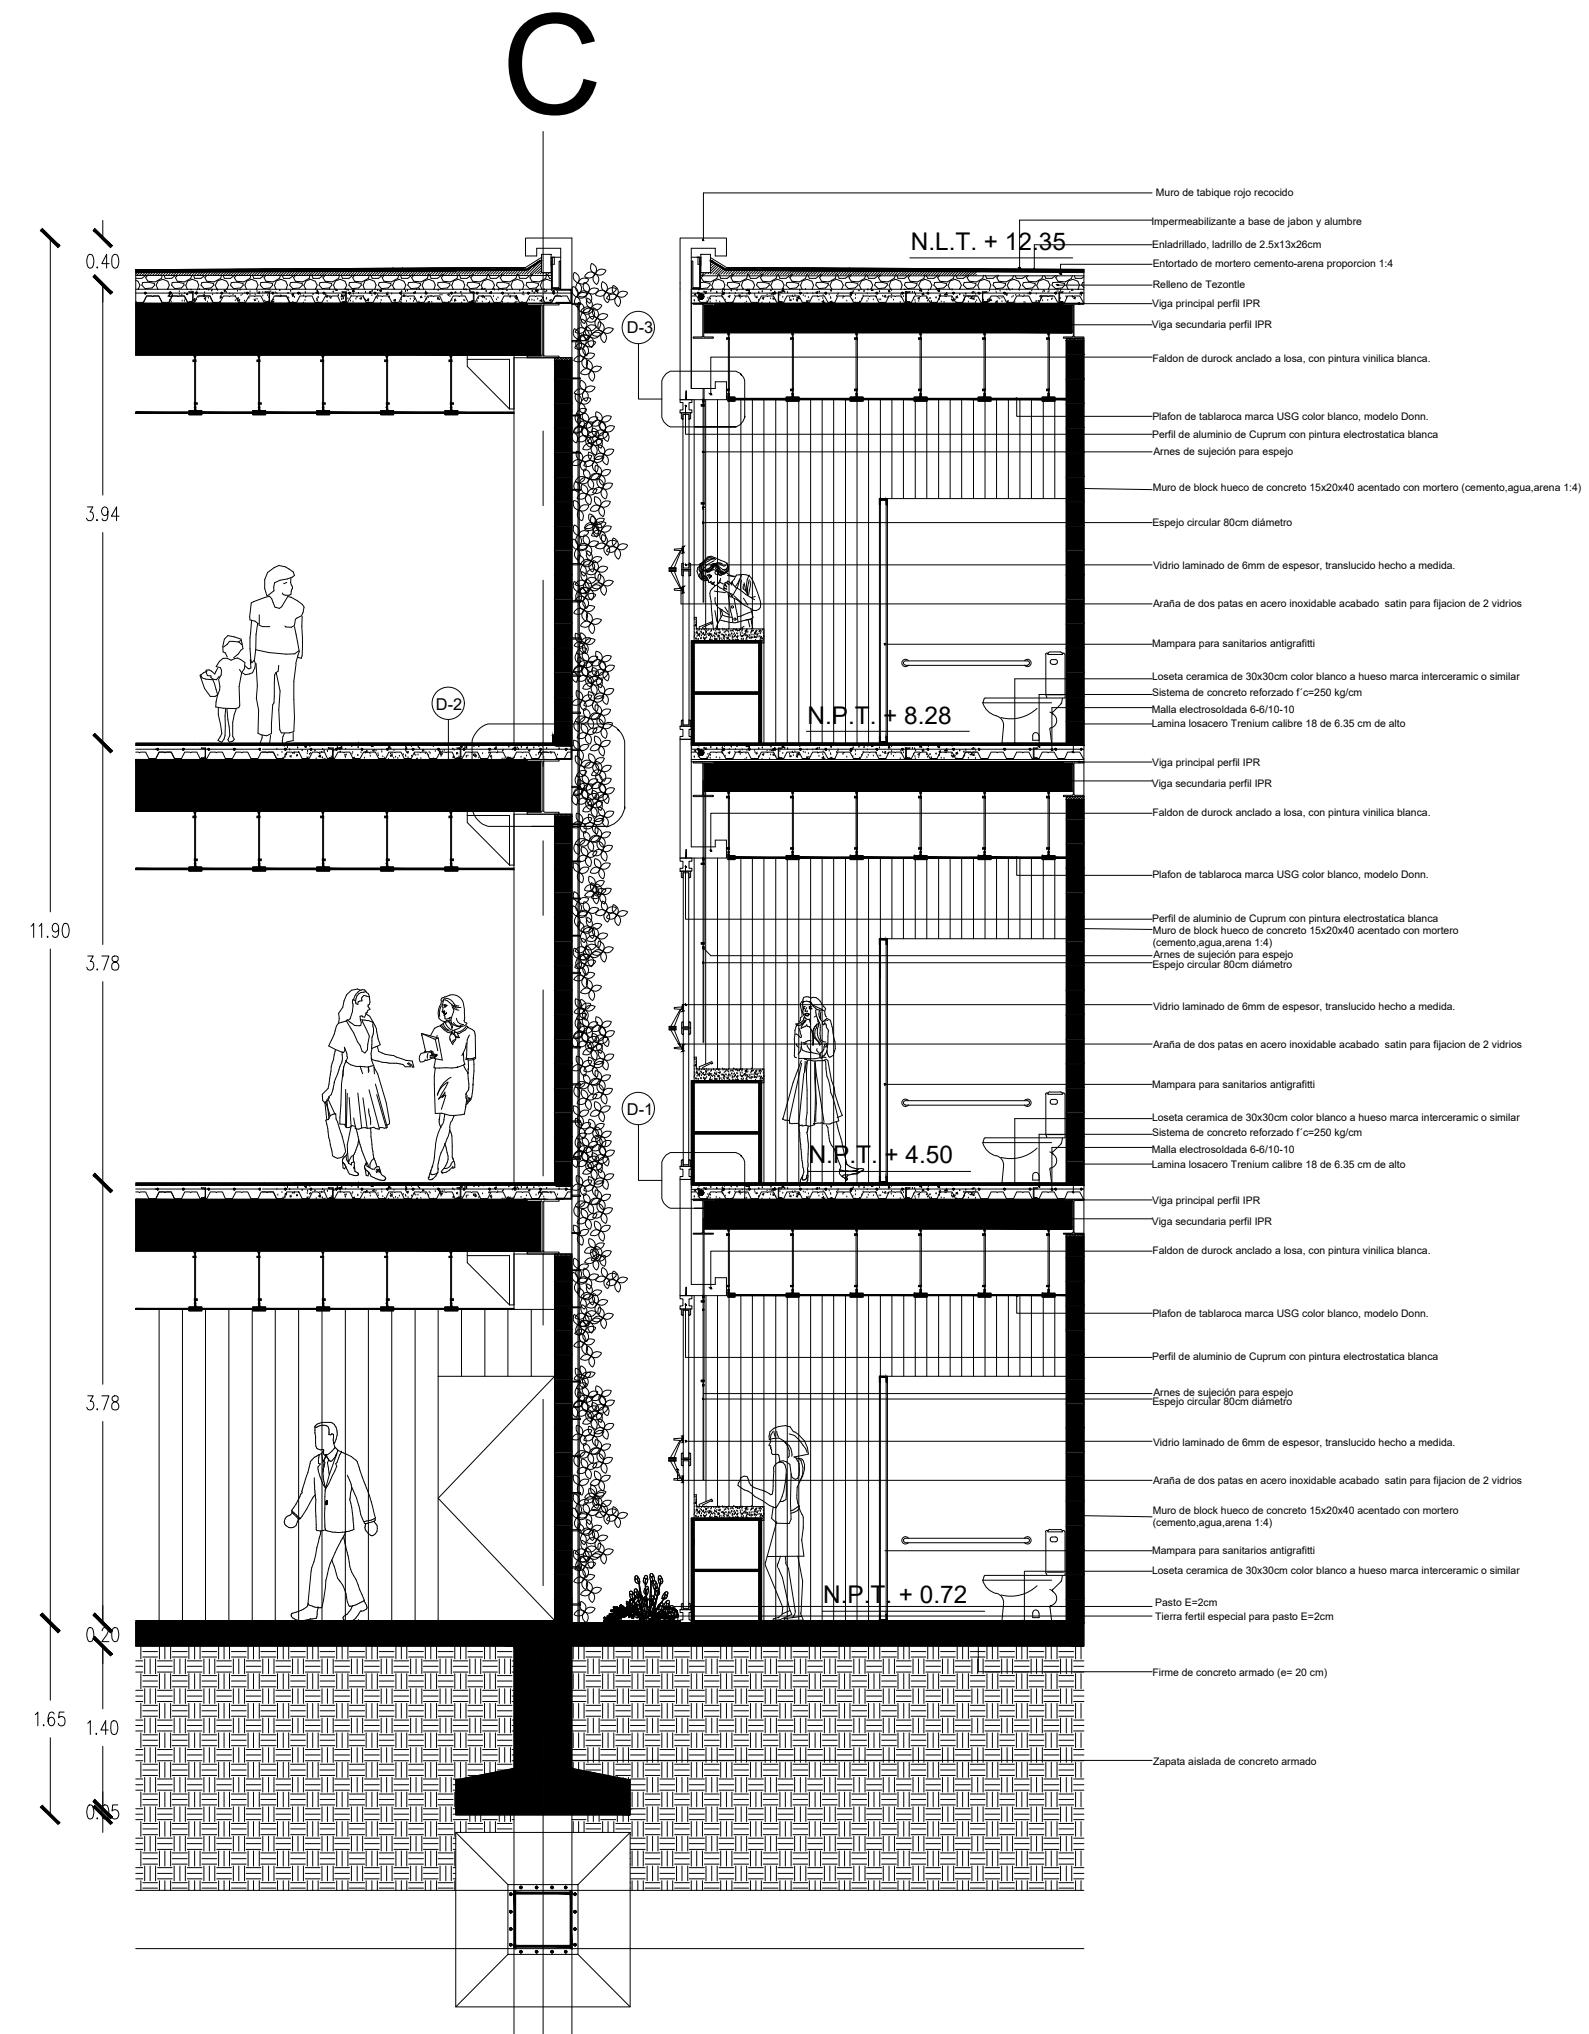 C
Muro de tabique rojo recocido
Impermeabilizante a base de jabon y alumbre
N.L.T. + 12.35
Enladrillado, ladrillo de 2.5x13x26cm
0.40
Entortado de mortero cemento-arena proporcion 1:4
Relleno de Tezontle
Viga principal perfil IPR
Viga secundaria perfil IPR
D-3
Faldon de durock anclado a losa, con pintura vinilica blanca.
Plafon de tablaroca marca USG color blanco, modelo Donn.
Perfil de aluminio de Cuprum con pintura electrostatica blanca
Arnes de sujeción para espejo
Muro de block hueco de concreto 15x20x40 acentado con mortero (cemento,agua,arena 1:4)
3.94
Espejo circular 80cm diámetro
Vidrio laminado de 6mm de espesor, translucido hecho a medida.
Araña de dos patas en acero inoxidable acabado satin para fijacion de 2 vidrios
Mampara para sanitarios antigrafitti
Loseta ceramica de 30x30cm color blanco a hueso marca interceramic o similar
Sistema de concreto reforzado f´c=250 kg/cm
D-2
Malla electrosoldada 6-6/10-10
N.P.T. + 8.28
Lamina losacero Trenium calibre 18 de 6.35 cm de alto
Viga principal perfil IPR
Viga secundaria perfil IPR
Faldon de durock anclado a losa, con pintura vinilica blanca.
Plafon de tablaroca marca USG color blanco, modelo Donn.
Perfil de aluminio de Cuprum con pintura electrostatica blanca
11.90
Muro de block hueco de concreto 15x20x40 acentado con mortero
(cemento,agua,arena 1:4)
Arnes de sujeción para espejo
3.78
Espejo circular 80cm diámetro
Vidrio laminado de 6mm de espesor, translucido hecho a medida.
Araña de dos patas en acero inoxidable acabado satin para fijacion de 2 vidrios
Mampara para sanitarios antigrafitti
D-1
Loseta ceramica de 30x30cm color blanco a hueso marca interceramic o similar
Sistema de concreto reforzado f´c=250 kg/cm
Malla electrosoldada 6-6/10-10
N.P.T. + 4.50
Lamina losacero Trenium calibre 18 de 6.35 cm de alto
Viga principal perfil IPR
Viga secundaria perfil IPR
Faldon de durock anclado a losa, con pintura vinilica blanca.
Plafon de tablaroca marca USG color blanco, modelo Donn.
Perfil de aluminio de Cuprum con pintura electrostatica blanca
Arnes de sujeción para espejo
3.78
Espejo circular 80cm diámetro
Vidrio laminado de 6mm de espesor, translucido hecho a medida.
Araña de dos patas en acero inoxidable acabado satin para fijacion de 2 vidrios
Muro de block hueco de concreto 15x20x40 acentado con mortero
(cemento,agua,arena 1:4)
Mampara para sanitarios antigrafitti
Loseta ceramica de 30x30cm color blanco a hueso marca interceramic o similar
N.P.T. + 0.72
Pasto E=2cm
Tierra fertil especial para pasto E=2cm
0.20
Firme de concreto armado (e= 20 cm)
1.65
1.40
Zapata aislada de concreto armado
0.05